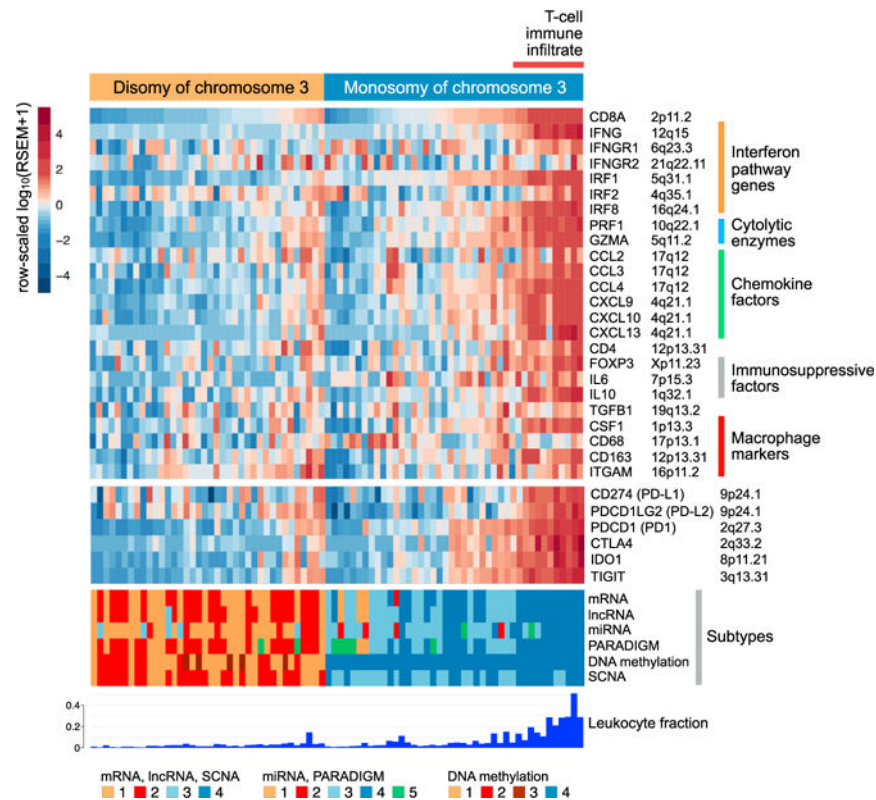 T-cell
immune
infiltrate
Disomy of chromosome 3 Monosomy of chromosome 3
row-scaled log10(RSEM+1)
4
2
0
−2
−4
CD8A 2p11.2
IFNG 12q15
IFNGR1 6q23.3
IFNGR2 21q22.11
IRF1 5q31.1
IRF2 4q35.1
IRF8 16q24.1
Interferon
pathway
genes
PRF1 10q22.1
GZMA 5q11.2
Cytolytic
enzymes
CCL2 17q12
CCL3 17q12
CCL4 17q12
CXCL9 4q21.1
CXCL10 4q21.1
CXCL13 4q21.1
Chemokine
factors
CD4 12p13.31
FOXP3 Xp11.23
IL6 7p15.3
IL10 1q32.1
Immunosuppressive
factors
TGFB1 19q13.2
CSF1 1p13.3
CD68 17p13.1
CD163 12p13.31
ITGAM 16p11.2
Macrophage
markers
CD274 (PD-L1) 9p24.1
PDCD1LG2 (PD-L2) 9p24.1
PDCD1 (PD1) 2q27.3
CTLA4 2q33.2
IDO1 8p11.21
TIGIT 3q13.31
mRNA
lncRNA
miRNA
PARADIGM
DNA methylation
SCNA
Subtypes
0.4
0.2
0
Leukocyte fraction
mRNA, lncRNA, SCNA miRNA, PARADIGM DNA methylation
1 2 3 4 1 2 3 4 5 1 2 3 4